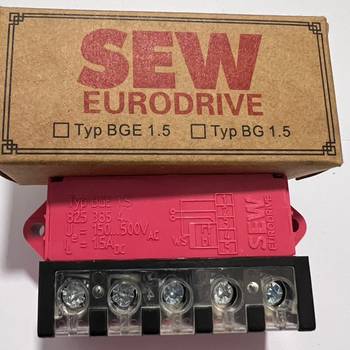 SEW
EURODRIVE
Typ BGE 1.5 Typ BG 1.5
Typ BGE 1.5
825 385 4
= 150...500V AC
= 1.5A DC
WS
SEW
EURODRIVE